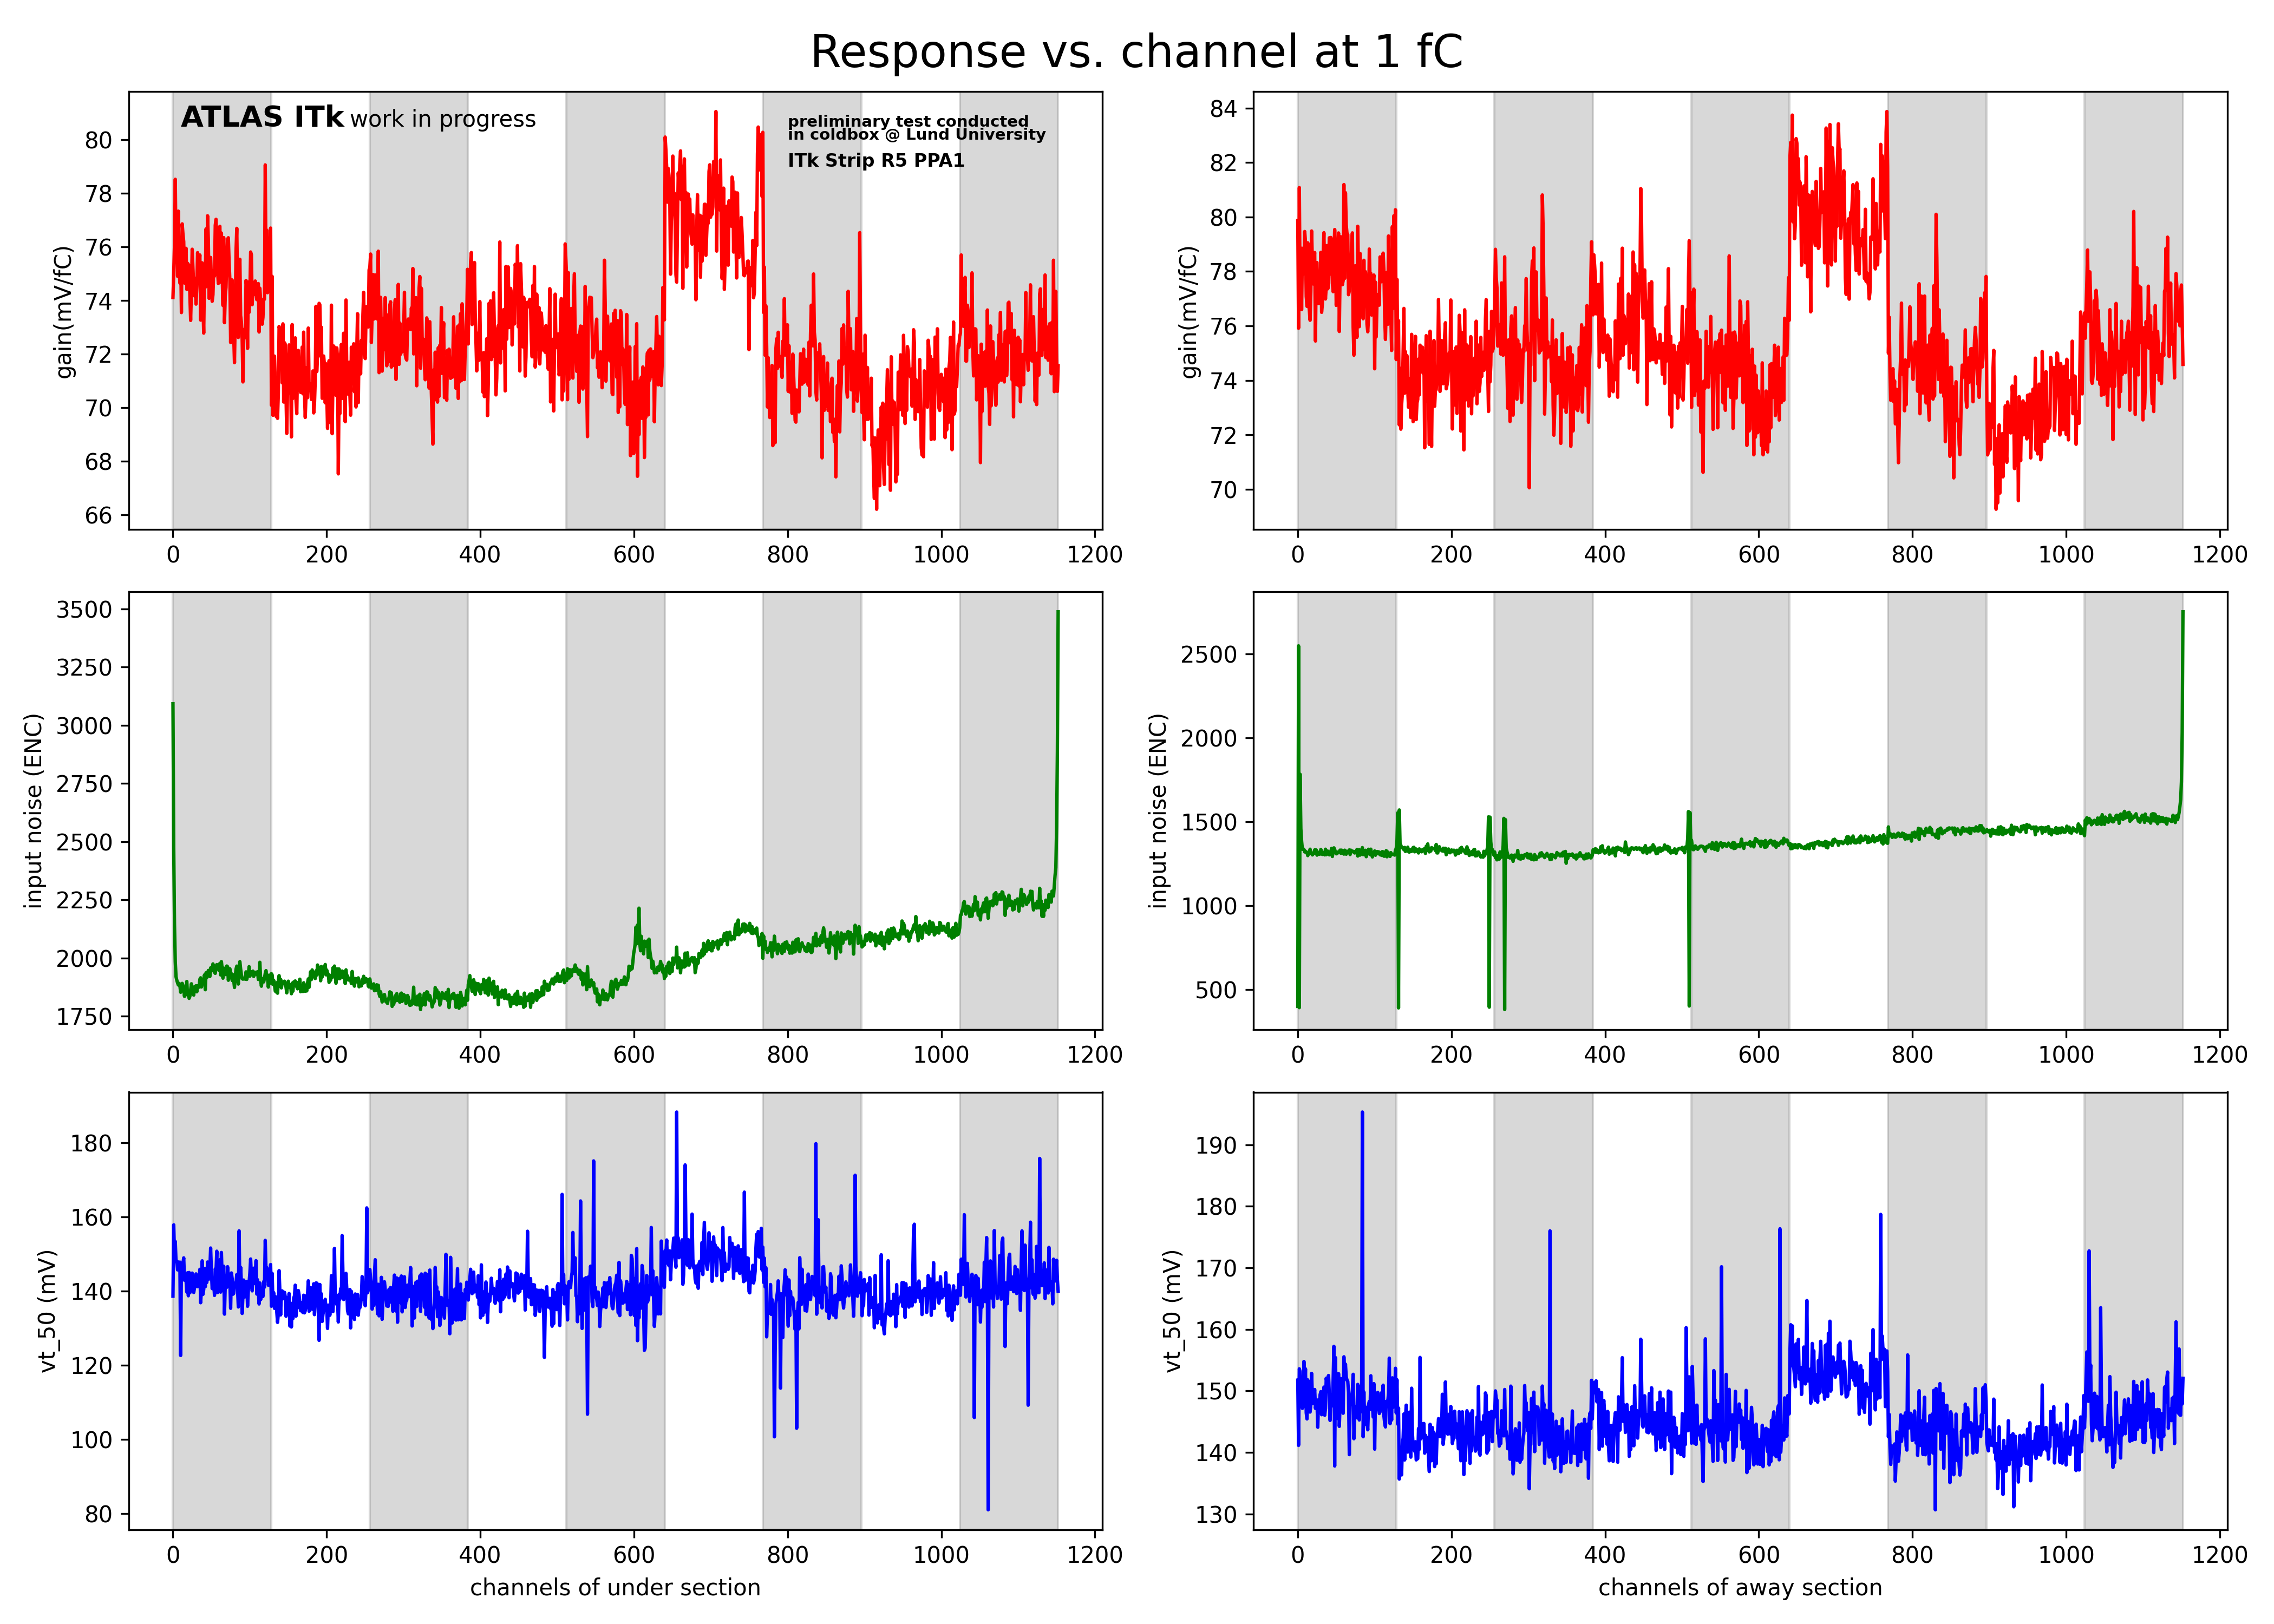 Response vs. channel at 1 fC
ATLAS ITk work in progress
preliminary test conducted
in coldbox @ Lund University
ITk Strip R5 PPA1
gain(mV/fC)
80
78
76
74
72
70
68
66
0 200 400 600 800 1000 1200
gain(mV/fC)
84
82
80
78
76
74
72
70
0 200 400 600 800 1000 1200
input noise (ENC)
3500
3250
3000
2750
2500
2250
2000
1750
0 200 400 600 800 1000 1200
input noise (ENC)
2500
2000
1500
1000
500
0 200 400 600 800 1000 1200
vt_50 (mV)
180
160
140
120
100
80
0 200 400 600 800 1000 1200
channels of under section
vt_50 (mV)
190
180
170
160
150
140
130
0 200 400 600 800 1000 1200
channels of away section